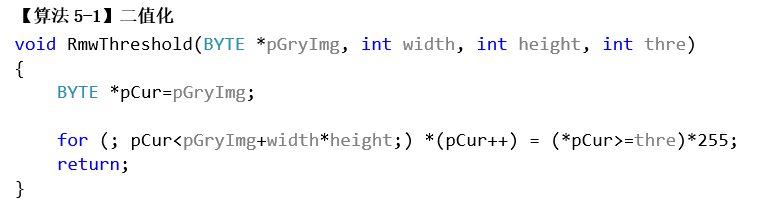 【算法 5-1】二值化
void RmwThreshold(BYTE *pGryImg, int width, int height, int thre)
{
    BYTE *pCur=pGryImg;
    for (; pCur<pGryImg+width*height;) *(pCur++) = (*pCur>=thre)*255;
    return;
}